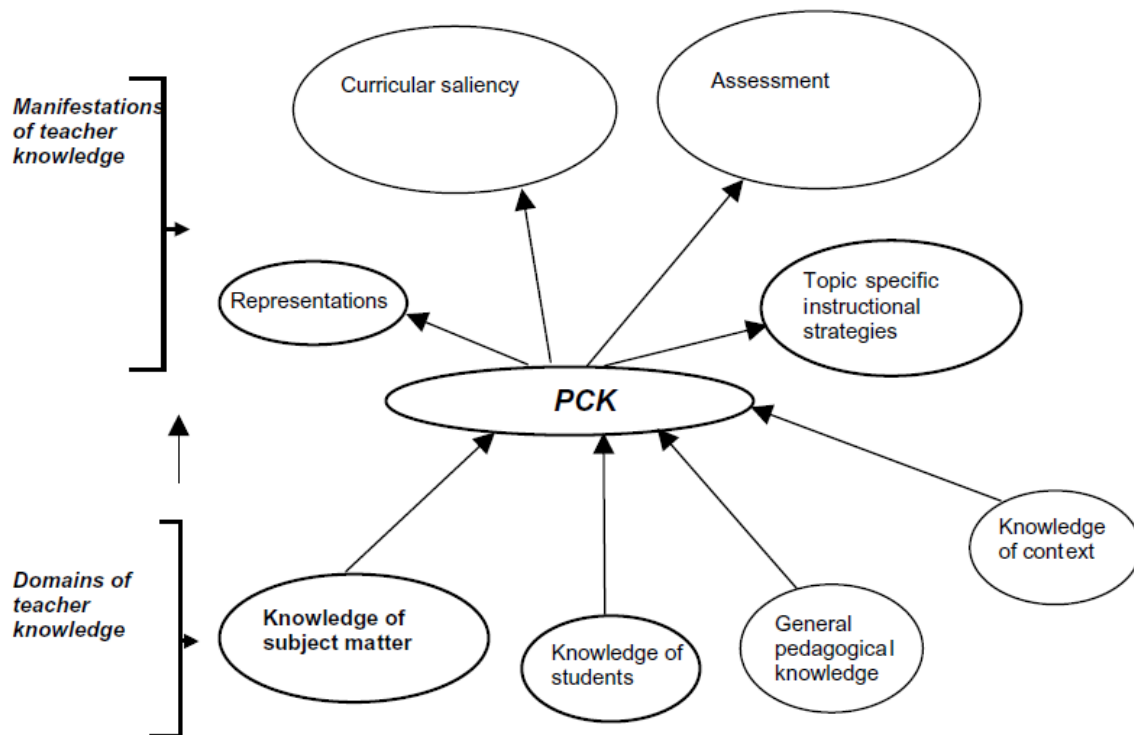 Curricular saliency
Assessment
Manifestations
of teacher
knowledge
Representations
Topic specific
instructional
strategies
PCK
Knowledge
of context
Domains of
teacher
knowledge
Knowledge of
subject matter
Knowledge of
students
General
pedagogical
knowledge